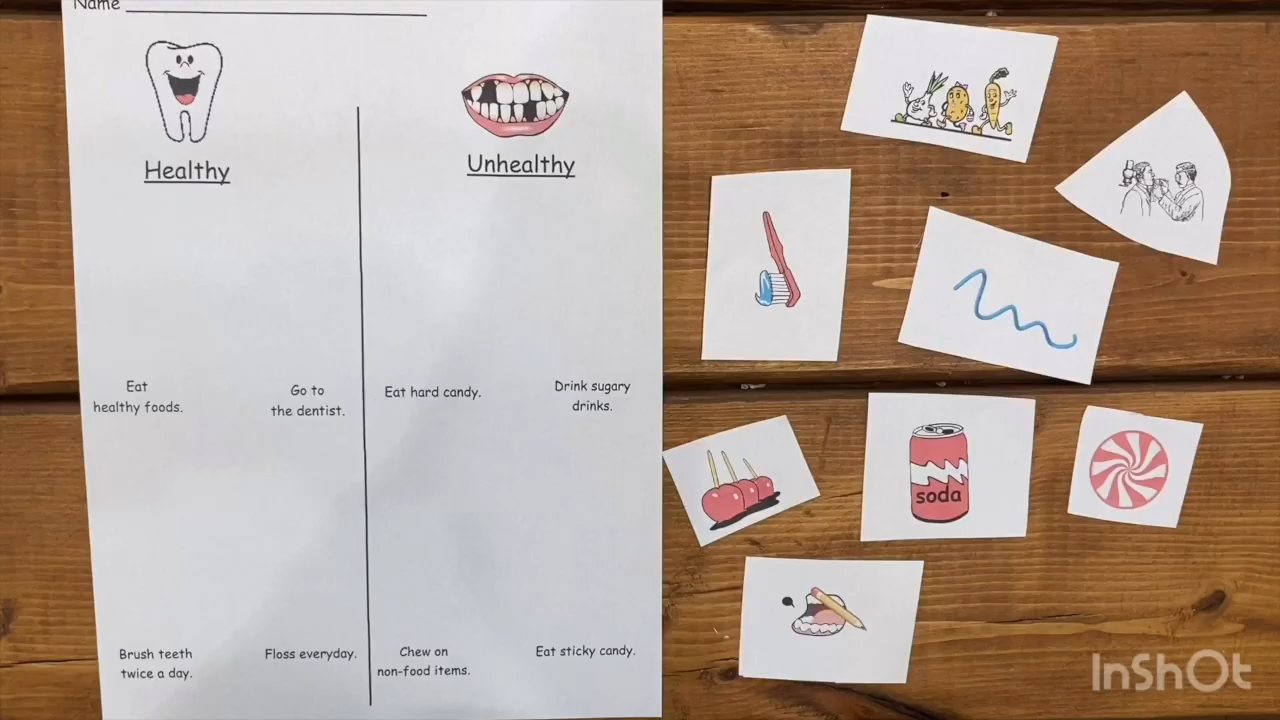 Name
Healthy
Unhealthy
Eat
healthy foods.
Go to
the dentist.
Eat hard candy.
Drink sugary
drinks.
Brush teeth
twice a day.
Floss everyday.
Chew on
non-food items.
Eat sticky candy.
soda
InShOt